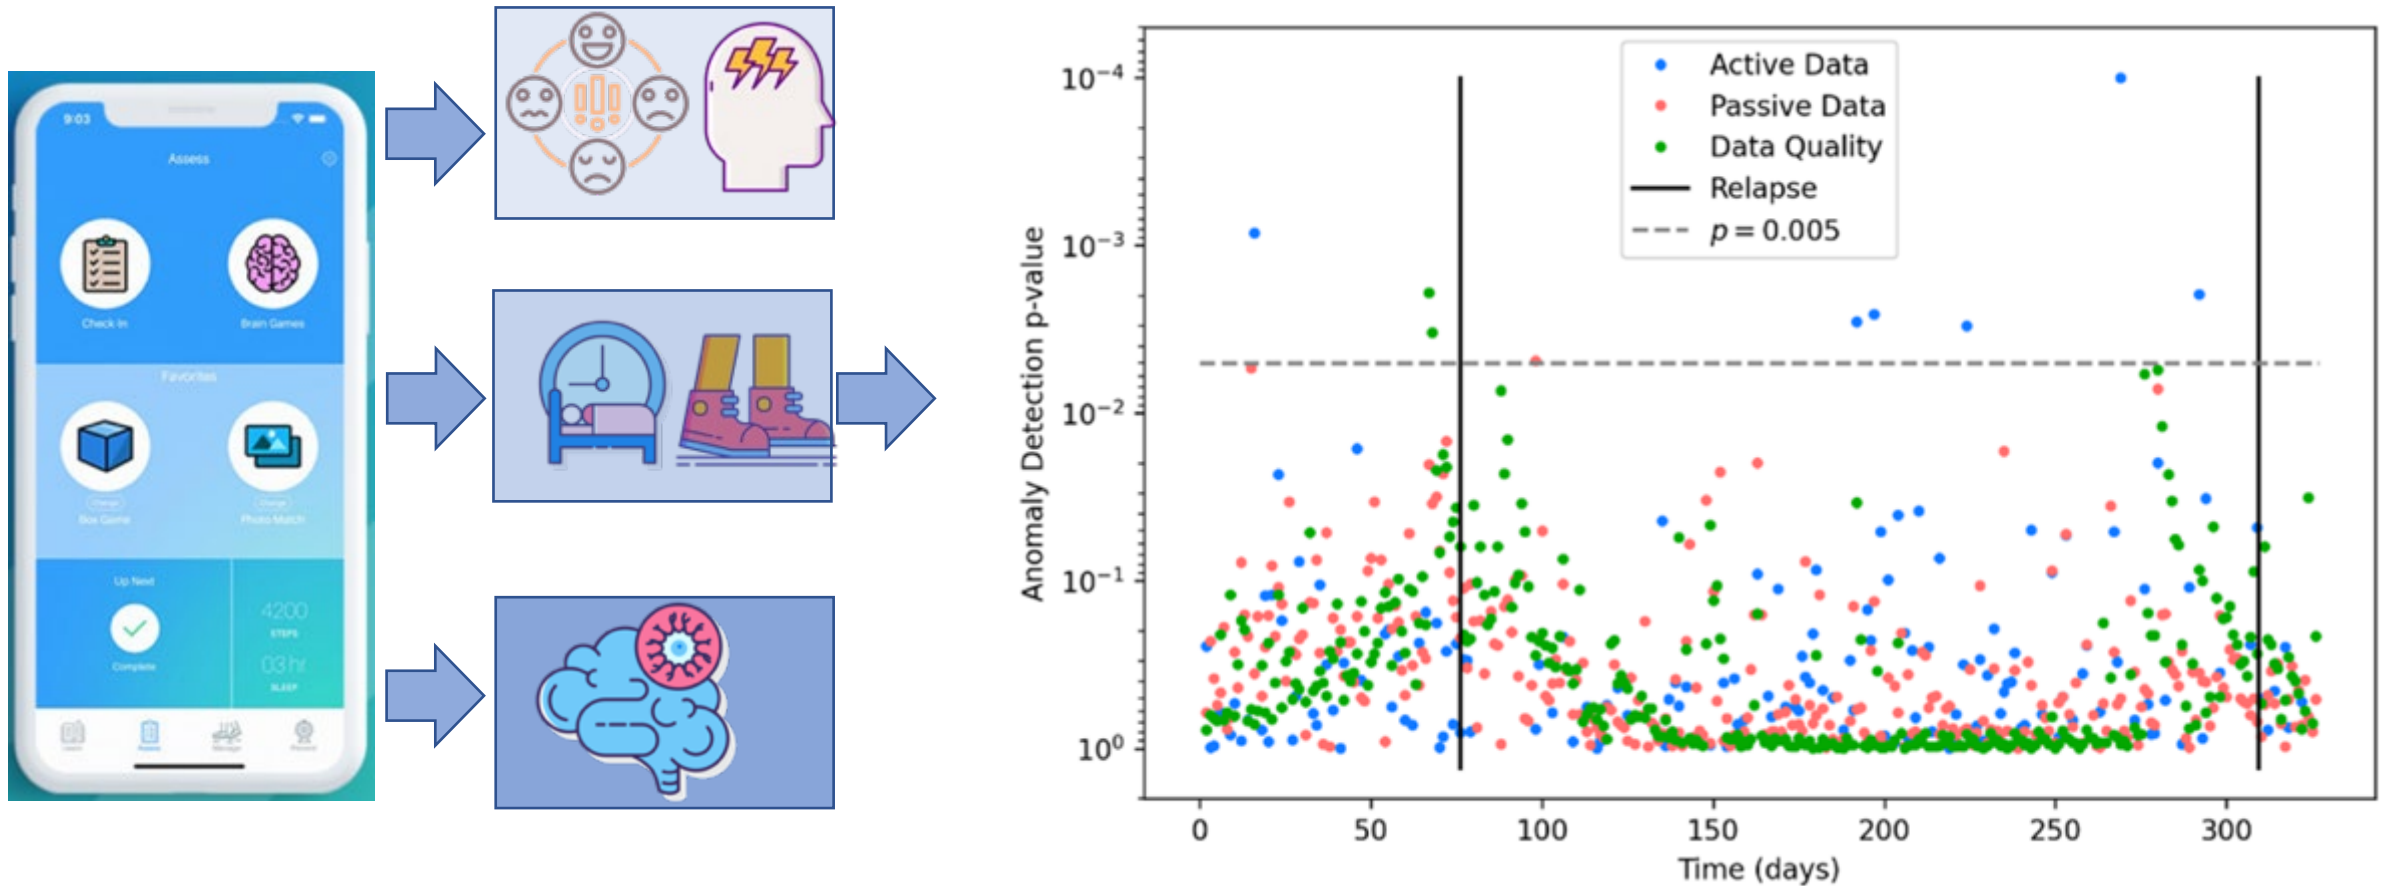 9:03
Assess
Check-In
Brain Games
Favorites
Box Game
Photo Match
Up Next
4200
STEPS
Complete
03 hr
SLEEP
Assess
Manage
Active Data
Passive Data
Data Quality
Relapse
p = 0.005
Anomaly Detection p-value
10⁻⁴
10⁻³
10⁻²
10⁻¹
10⁰
0 50 100 150 200 250 300
Time (days)